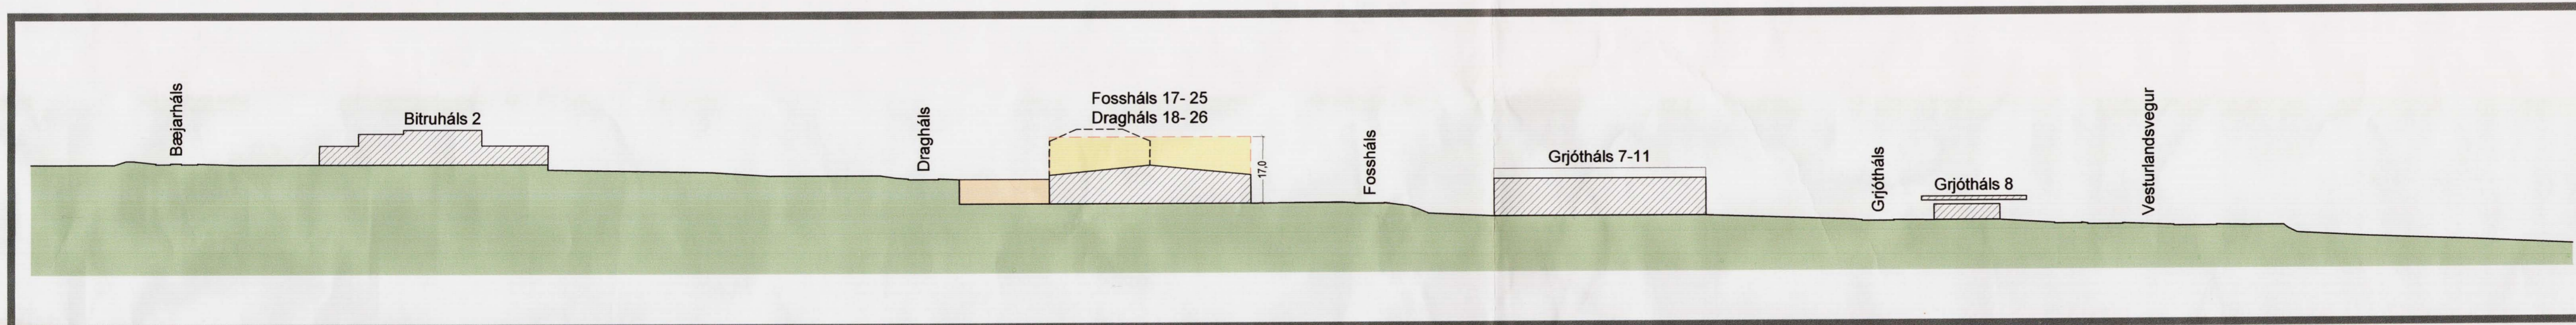 Bæjarháls
Bitruháls 2
Dragháls
Fossháls 17- 25
Dragháls 18- 26
17,0
Fossháls
Grjótháls 7-11
Grjótháls
Grjótháls 8
Vesturlandsvegur